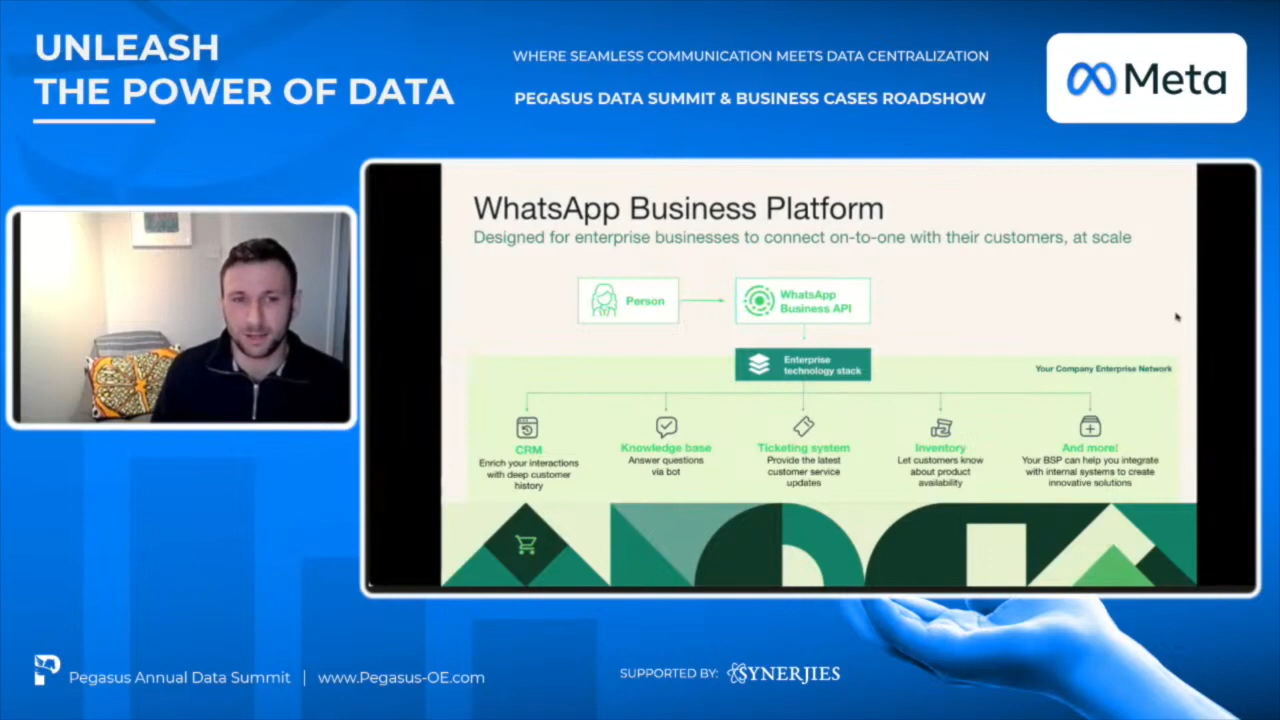 UNLEASH
THE POWER OF DATA
WHERE SEAMLESS COMMUNICATION MEETS DATA CENTRALIZATION
PEGASUS DATA SUMMIT & BUSINESS CASES ROADSHOW
Meta
WhatsApp Business Platform
Designed for enterprise businesses to connect on-to-one with their customers, at scale
Person
WhatsApp
Business API
Enterprise
technology stack
Your Company Enterprise Network
CRM
Enrich your interactions
with deep customer
history
Knowledge base
Answer questions
via bot
Ticketing system
Provide the latest
customer service
updates
Inventory
Let customers know
about product
availability
And more!
Your BSP can help you integrate
with internal systems to create
innovative solutions
Pegasus Annual Data Summit | www.Pegasus-OE.com
SUPPORTED BY: SYNERJIES